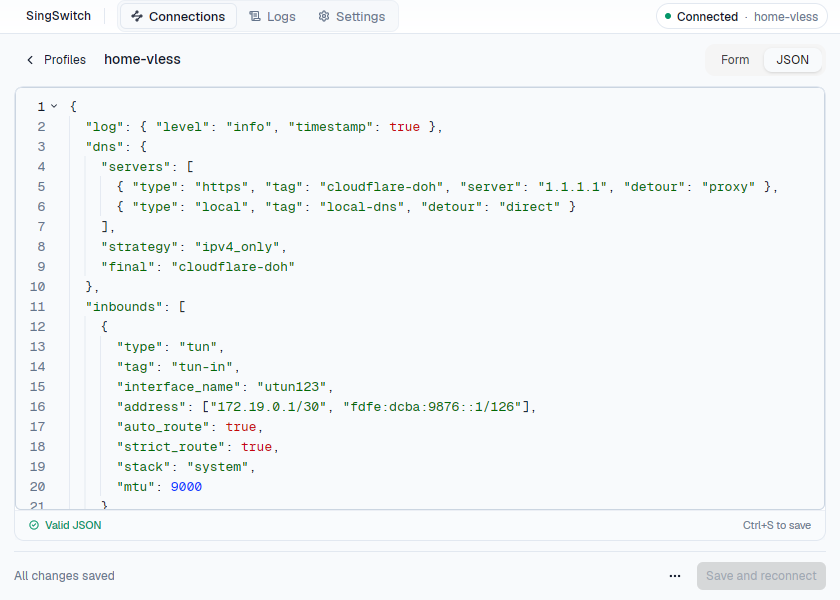 SingSwitch Connections Logs Settings Connected · home-vless
Profiles home-vless Form JSON
1 {
2 "log": { "level": "info", "timestamp": true },
3 "dns": {
4 "servers": [
5 { "type": "https", "tag": "cloudflare-doh", "server": "1.1.1.1", "detour": "proxy" },
6 { "type": "local", "tag": "local-dns", "detour": "direct" }
7 ],
8 "strategy": "ipv4_only",
9 "final": "cloudflare-doh"
10 },
11 "inbounds": [
12 {
13 "type": "tun",
14 "tag": "tun-in",
15 "interface_name": "utun123",
16 "address": ["172.19.0.1/30", "fdfe:dcba:9876::1/126"],
17 "auto_route": true,
18 "strict_route": true,
19 "stack": "system",
20 "mtu": 9000
21 }
Valid JSON Ctrl+S to save
All changes saved ... Save and reconnect